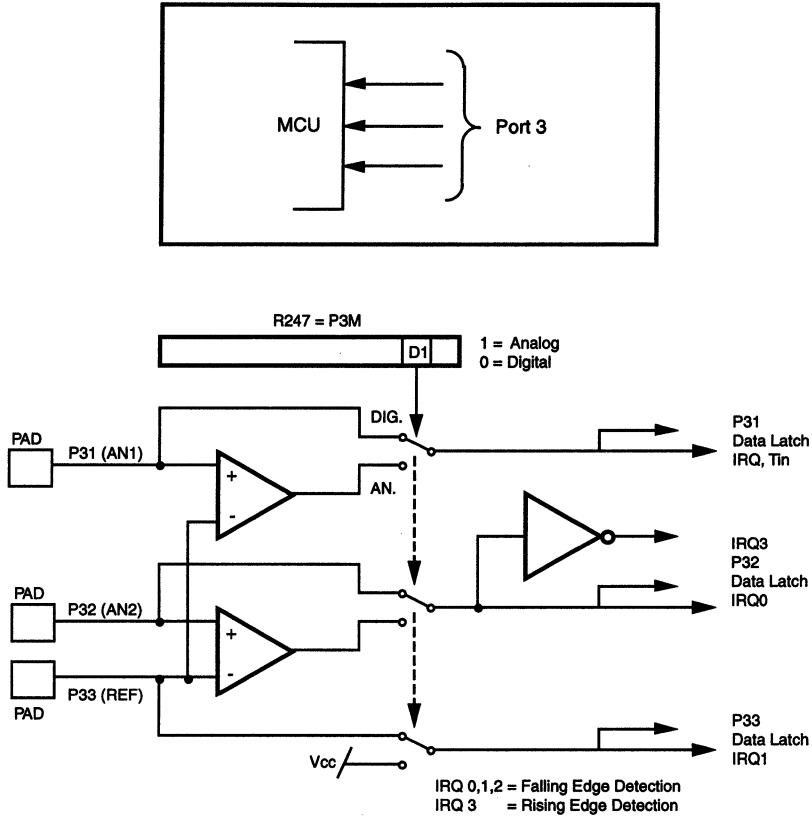 MCU
Port 3
R247 = P3M
D1
1 = Analog
0 = Digital
DIG.
PAD
P31 (AN1)
+
-
AN.
P31
Data Latch
IRQ, Tin
IRQ3
PAD
P32 (AN2)
+
-
P32
Data Latch
IRQ0
P33 (REF)
PAD
Vcc
P33
Data Latch
IRQ1
IRQ 0,1,2 = Falling Edge Detection
IRQ 3 = Rising Edge Detection